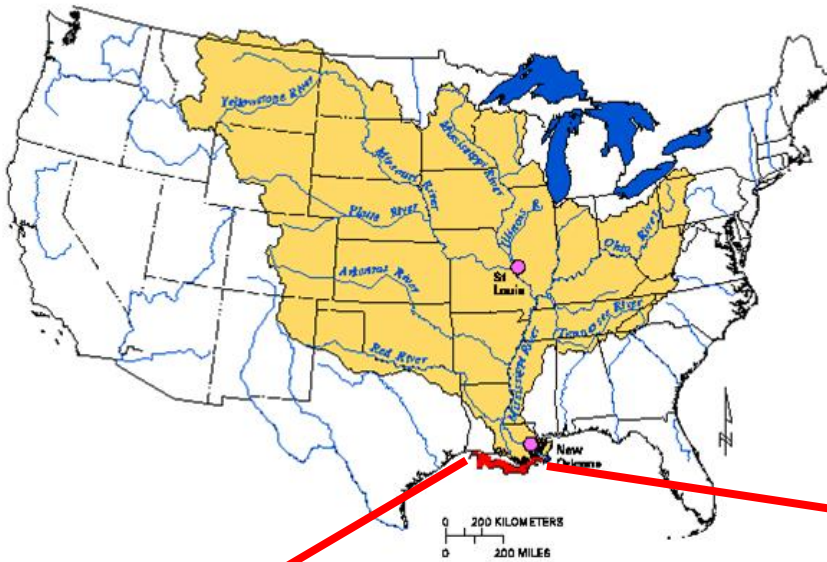 Yellowstone River
Missouri River
Mississippi River
Platte River
Illinois R.
Ohio River
St
Louis
Arkansas River
Tennessee River
Red River
Mississippi R.
New
Orleans
N
0 200 KILOMETERS
0 200 MILES